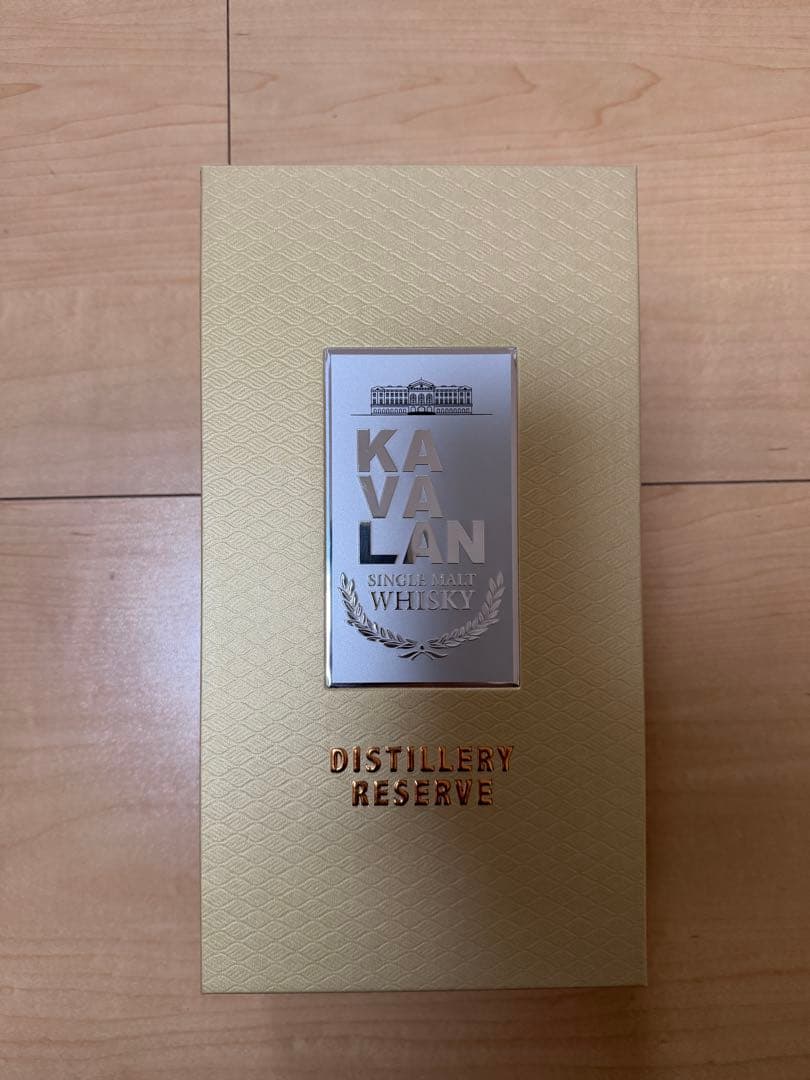 KA
VA
LAN
SINGLE MALT
WHISKY
DISTILLERY
RESERVE